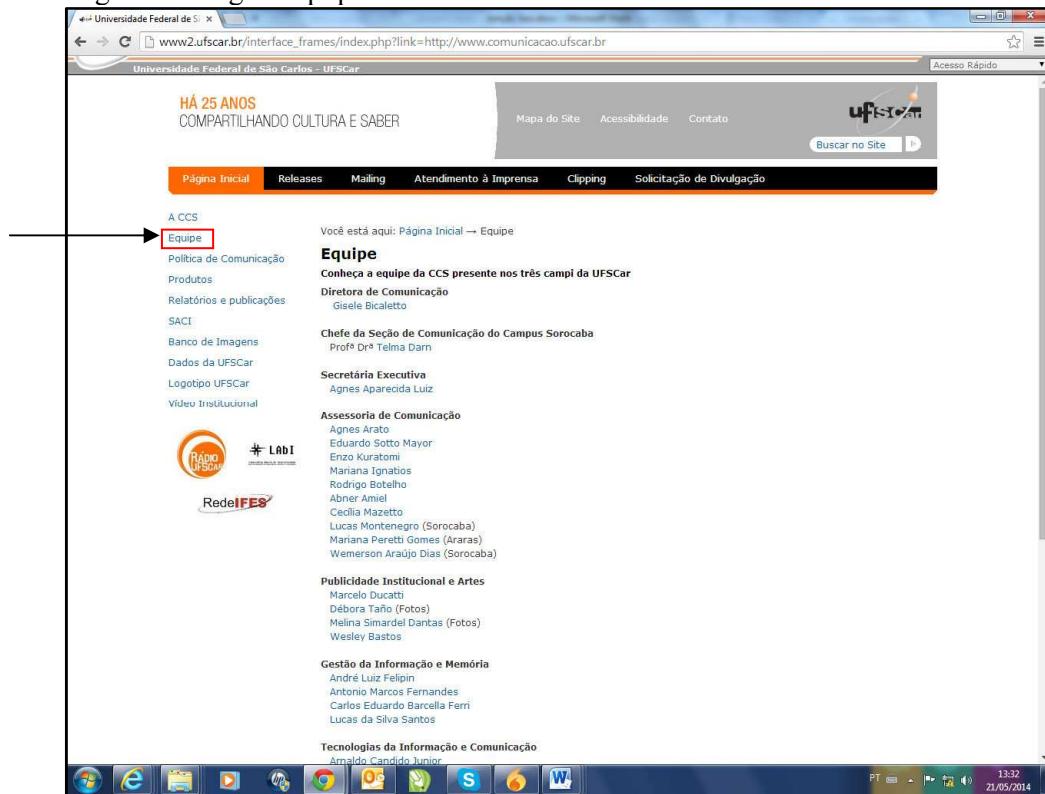 Universidade Federal de S
www2.ufscar.br/interface_frames/index.php?link=http://www.comunicacao.ufscar.br
Universidade Federal de São Carlos - UFSCar
Acesso Rápido
HÁ 25 ANOS
COMPARTILHANDO CULTURA E SABER
Mapa do Site Acessibilidade Contato
ufscar
Buscar no Site
Página Inicial Releases Mailing Atendimento à Imprensa Clipping Solicitação de Divulgação
A CCS
Equipe
Política de Comunicação
Produtos
Relatórios e publicações
SACI
Banco de Imagens
Dados da UFSCar
Logotipo UFSCar
Vídeo Institucional
RÁDIO
UFSCar
LAbI
RedeIFES
Você está aqui: Página Inicial → Equipe
Equipe
Conheça a equipe da CCS presente nos três campi da UFSCar
Diretora de Comunicação
Gisele Bicaletto
Chefe da Seção de Comunicação do Campus Sorocaba
Profª Drª Telma Darn
Secretária Executiva
Agnes Aparecida Luiz
Assessoria de Comunicação
Agnes Arato
Eduardo Sotto Mayor
Enzo Kuratomi
Mariana Ignatios
Rodrigo Botelho
Abner Amiel
Cecília Mazetto
Lucas Montenegro (Sorocaba)
Mariana Peretti Gomes (Araras)
Wemerson Araújo Dias (Sorocaba)
Publicidade Institucional e Artes
Marcelo Ducatti
Débora Taño (Fotos)
Melina Simardel Dantas (Fotos)
Wesley Bastos
Gestão da Informação e Memória
André Luiz Felipin
Antonio Marcos Fernandes
Carlos Eduardo Barcella Ferri
Lucas da Silva Santos
Tecnologias da Informação e Comunicação
Arnaldo Candido Junior
PT
13:32
21/05/2014